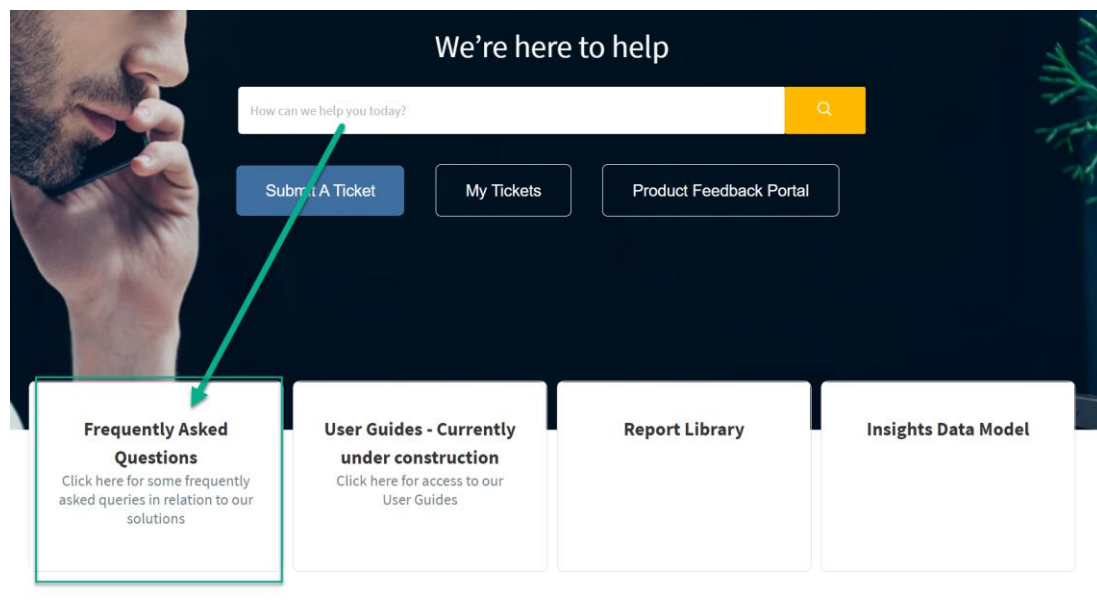 We’re here to help
How can we help you today?
Submit A Ticket
My Tickets
Product Feedback Portal
Frequently Asked
Questions
Click here for some frequently
asked queries in relation to our
solutions
User Guides - Currently
under construction
Click here for access to our
User Guides
Report Library
Insights Data Model